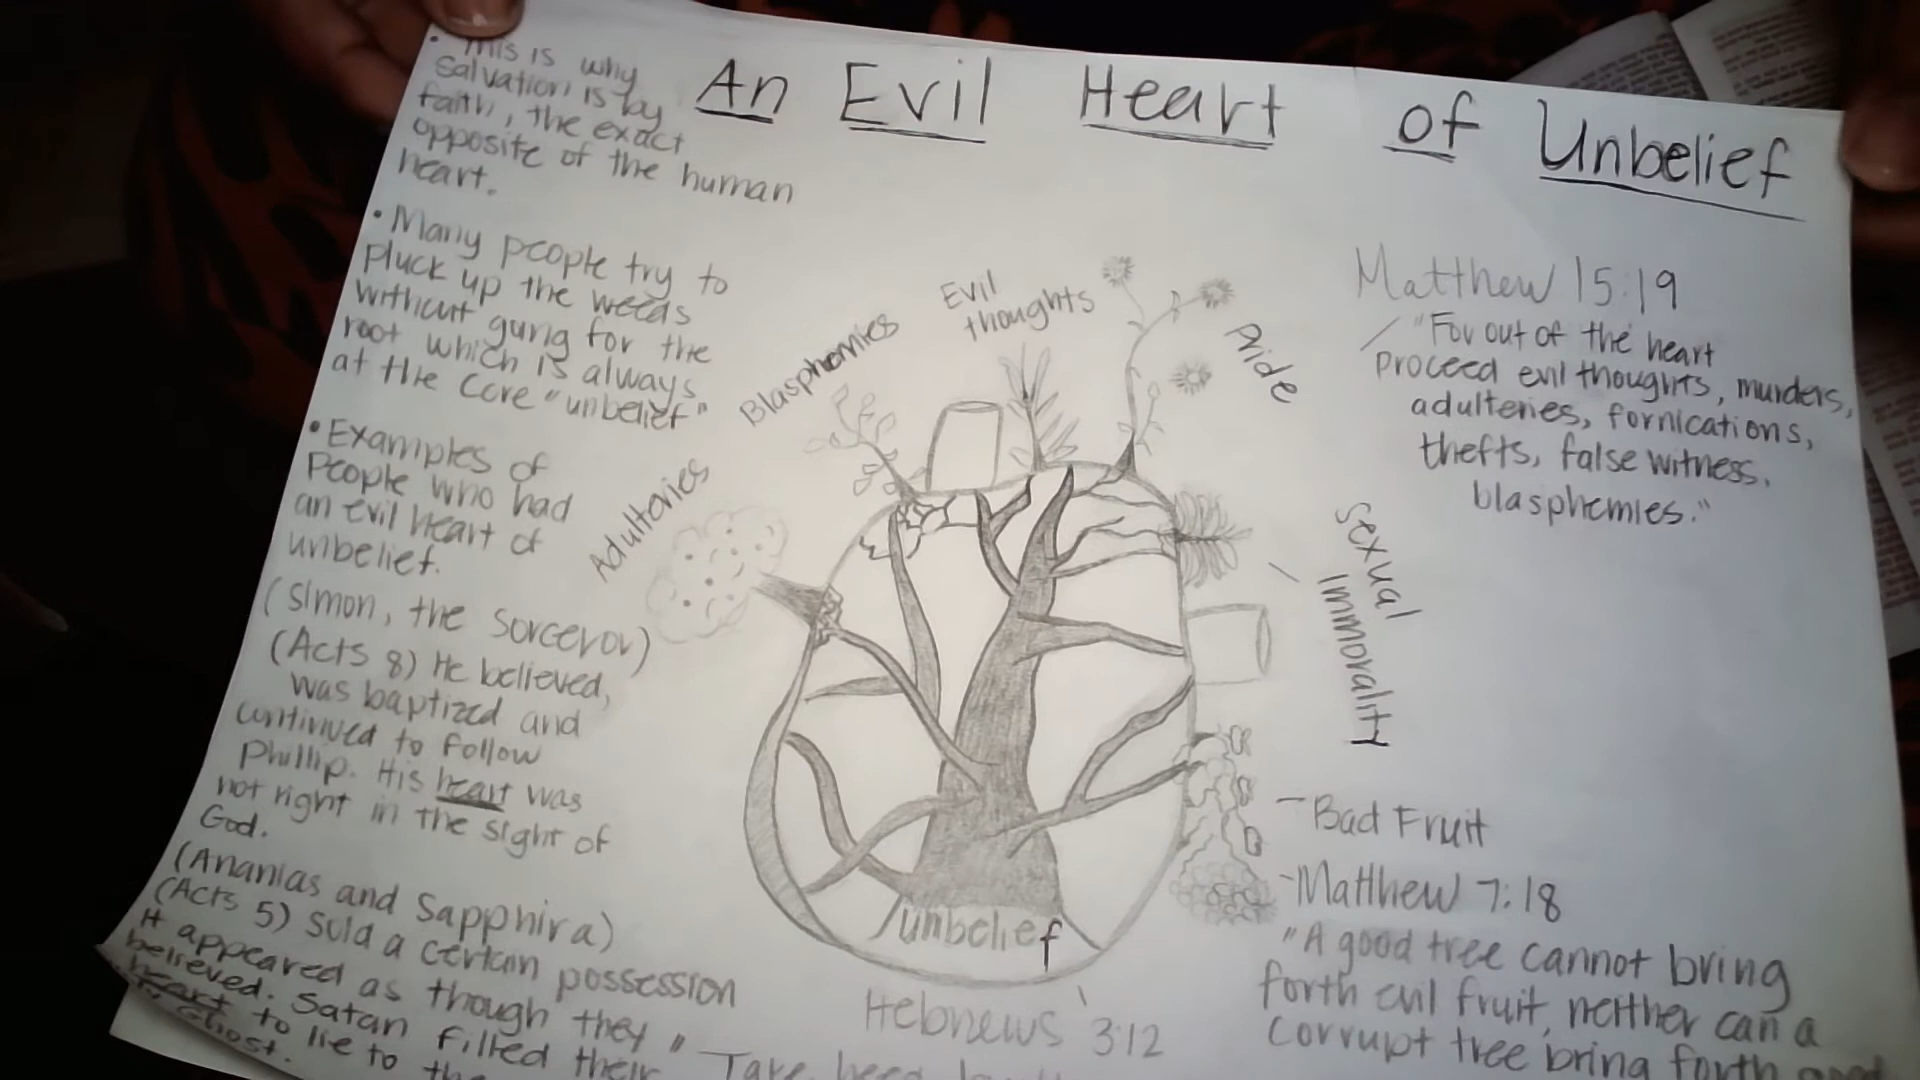 An Evil Heart of Unbelief
• This is why
salvation is by
faith, the exact
opposite of the human
heart.
• Many people try to
pluck up the weeds
without gung for the
root which is always
at the core "unbelief"
• Examples of
People who had
an evil heart of
unbelief.
(Simon, the Sorceror)
(Acts 8) He believed,
was baptized and
continued to follow
Phillip. His heart was
not right in the sight of
God.
(Ananias and Sapphira)
(Acts 5) Sold a certain possession
It appeared as though they
believed. Satan filled their
heart to lie to the
Ghost.
Adulteries
Blasphemies
Evil
thoughts
Pride
Sexual
Immorality
unbelief
Hebrews 3:12
"Take heed
Matthew 15:19
"For out of the heart
Proceed evil thoughts, murders,
adulteries, fornications,
thefts, false witness,
blasphemies."
- Bad Fruit
- Matthew 7:18
"A good tree cannot bring
forth evil fruit, neither can a
corrupt tree bring forth good